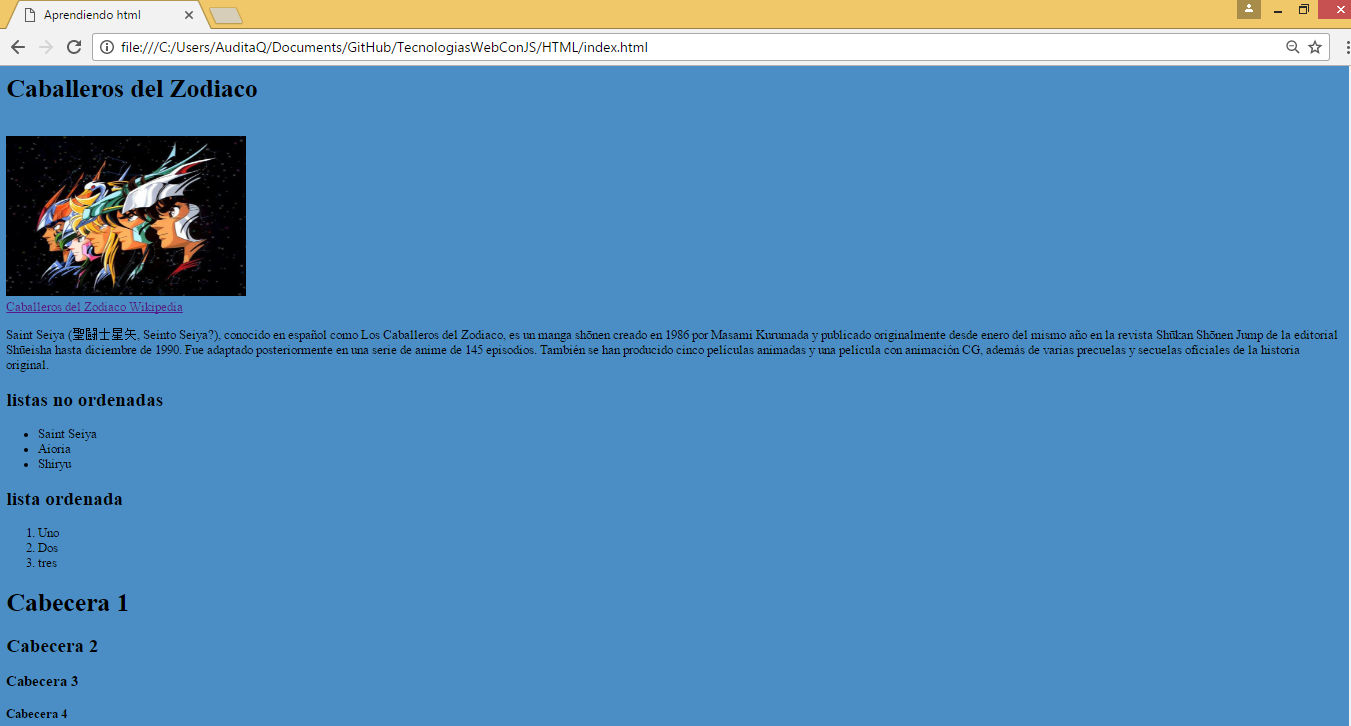 Aprendiendo html
file:///C:/Users/AuditaQ/Documents/GitHub/TecnologiasWebConJS/HTML/index.html
Caballeros del Zodiaco
Caballeros del Zodiaco Wikipedia
Saint Seiya (聖闘士星矢, Seinto Seiya?), conocido en español como Los Caballeros del Zodiaco, es un manga shōnen creado en 1986 por Masami Kurumada y publicado originalmente desde enero del mismo año en la revista Shūkan Shōnen Jump de la editorial
Shūeisha hasta diciembre de 1990. Fue adaptado posteriormente en una serie de anime de 145 episodios. También se han producido cinco películas animadas y una película con animación CG, además de varias precuelas y secuelas oficiales de la historia
original.
listas no ordenadas
• Saint Seiya
• Aioria
• Shiryu
lista ordenada
1. Uno
2. Dos
3. tres
Cabecera 1
Cabecera 2
Cabecera 3
Cabecera 4